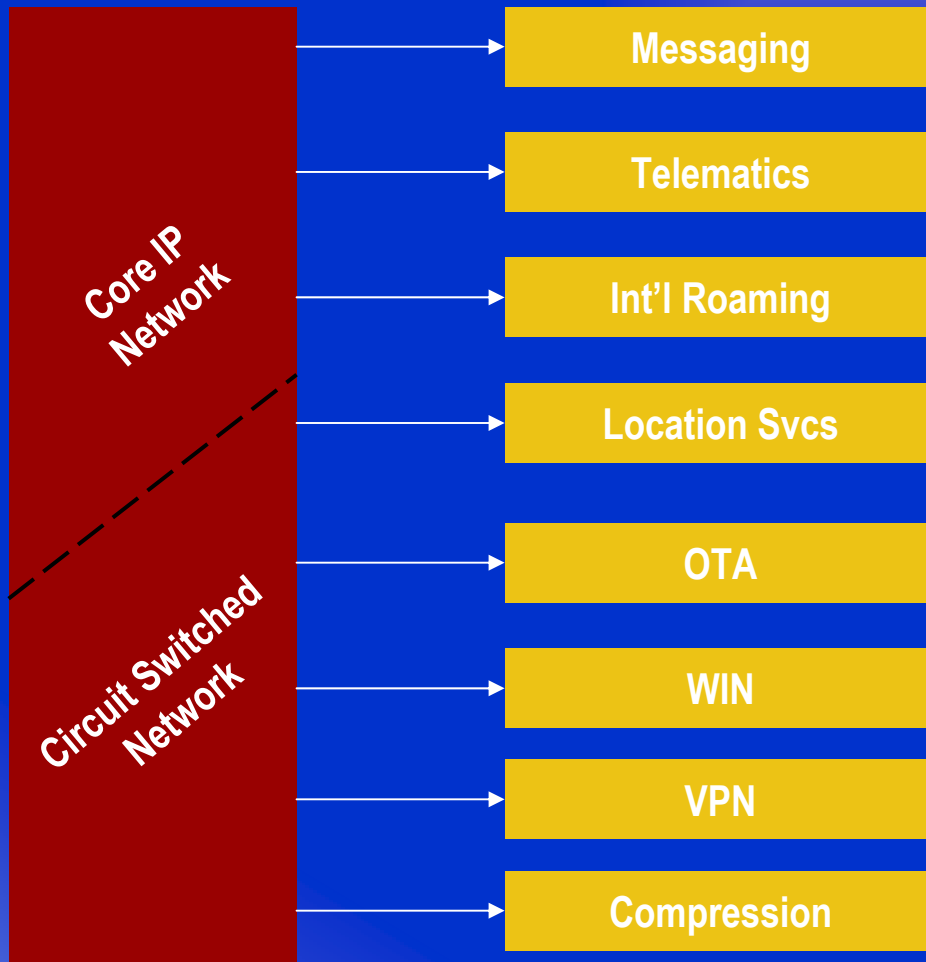 Messaging
Telematics
Core IP
Network
Int’l Roaming
Location Svcs
OTA
Circuit Switched
Network
WIN
VPN
Compression